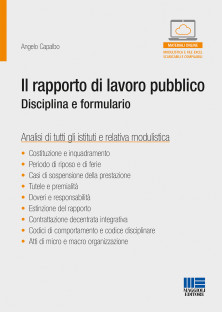 Angelo Capalbo
MATERIALI ONLINE
Il rapporto di lavoro pubblico
Disciplina e formulario
Analisi di tutti gli istituti e relativa modulistica
• Costituzione e inquadramento
• Periodo di riposo e di ferie
• Casi di sospensione della prestazione
• Tutele e premialità
• Doveri e responsabilità
• Estinzione del rapporto
• Contrattazione decentrata integrativa
• Codici di comportamento e codice disciplinare
• Atti di micro e macro organizzazione
MAGGIOLI
EDITORE